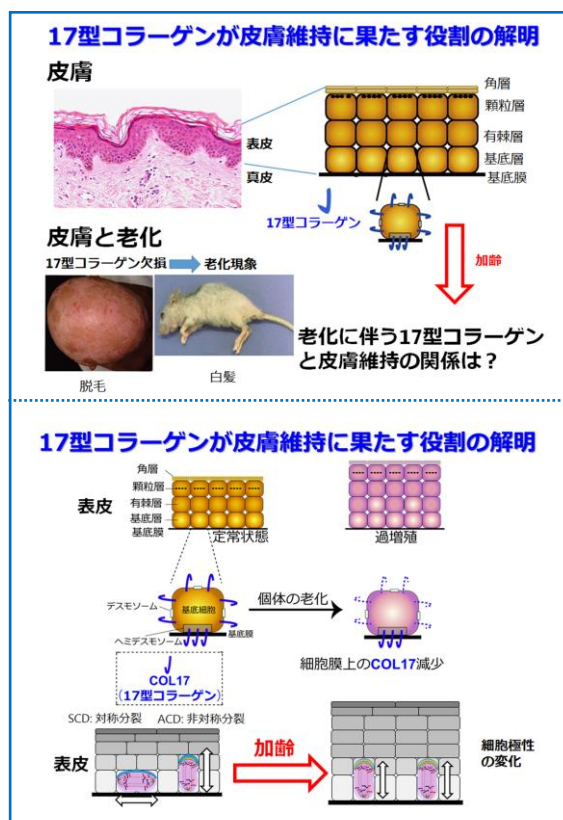 17型コラーゲンが皮膚維持に果たす役割の解明
皮膚
角層
顆粒層
有棘層
基底層
基底膜
表皮
真皮
17型コラーゲン
皮膚と老化
17型コラーゲン欠損
老化現象
加齢
脱毛
白髪
老化に伴う17型コラーゲン
と皮膚維持の関係は？
17型コラーゲンが皮膚維持に果たす役割の解明
角層
顆粒層
有棘層
基底層
基底膜
表皮
定常状態
過増殖
デスモソーム
基底細胞
個体の老化
ヘミデスモソーム
基底膜
細胞膜上のCOL17減少
COL17
(17型コラーゲン)
SCD: 対称分裂
ACD: 非対称分裂
表皮
加齢
細胞極性
の変化